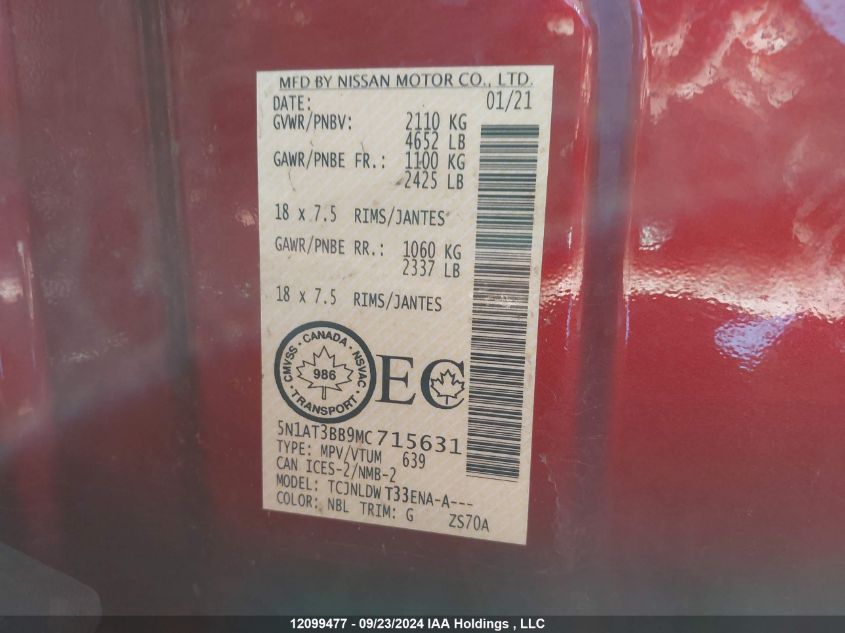 MFD BY NISSAN MOTOR CO., LTD.
DATE: 01/21
GVWR/PNBV: 2110 KG
4652 LB
GAWR/PNBE FR.: 1100 KG
2425 LB
18 x 7.5 RIMS/JANTES
GAWR/PNBE RR.: 1060 KG
2337 LB
18 x 7.5 RIMS/JANTES
CMVSS · CANADA · NSVAC · TRANSPORT ·
986
EC
5N1AT3BB9MC715631
TYPE: MPV/VTUM 639
CAN ICES-2/NMB-2
MODEL: TCJNLDW T33ENA-A---
COLOR: NBL TRIM: G ZS70A
12099477 - 09/23/2024 IAA Holdings , LLC